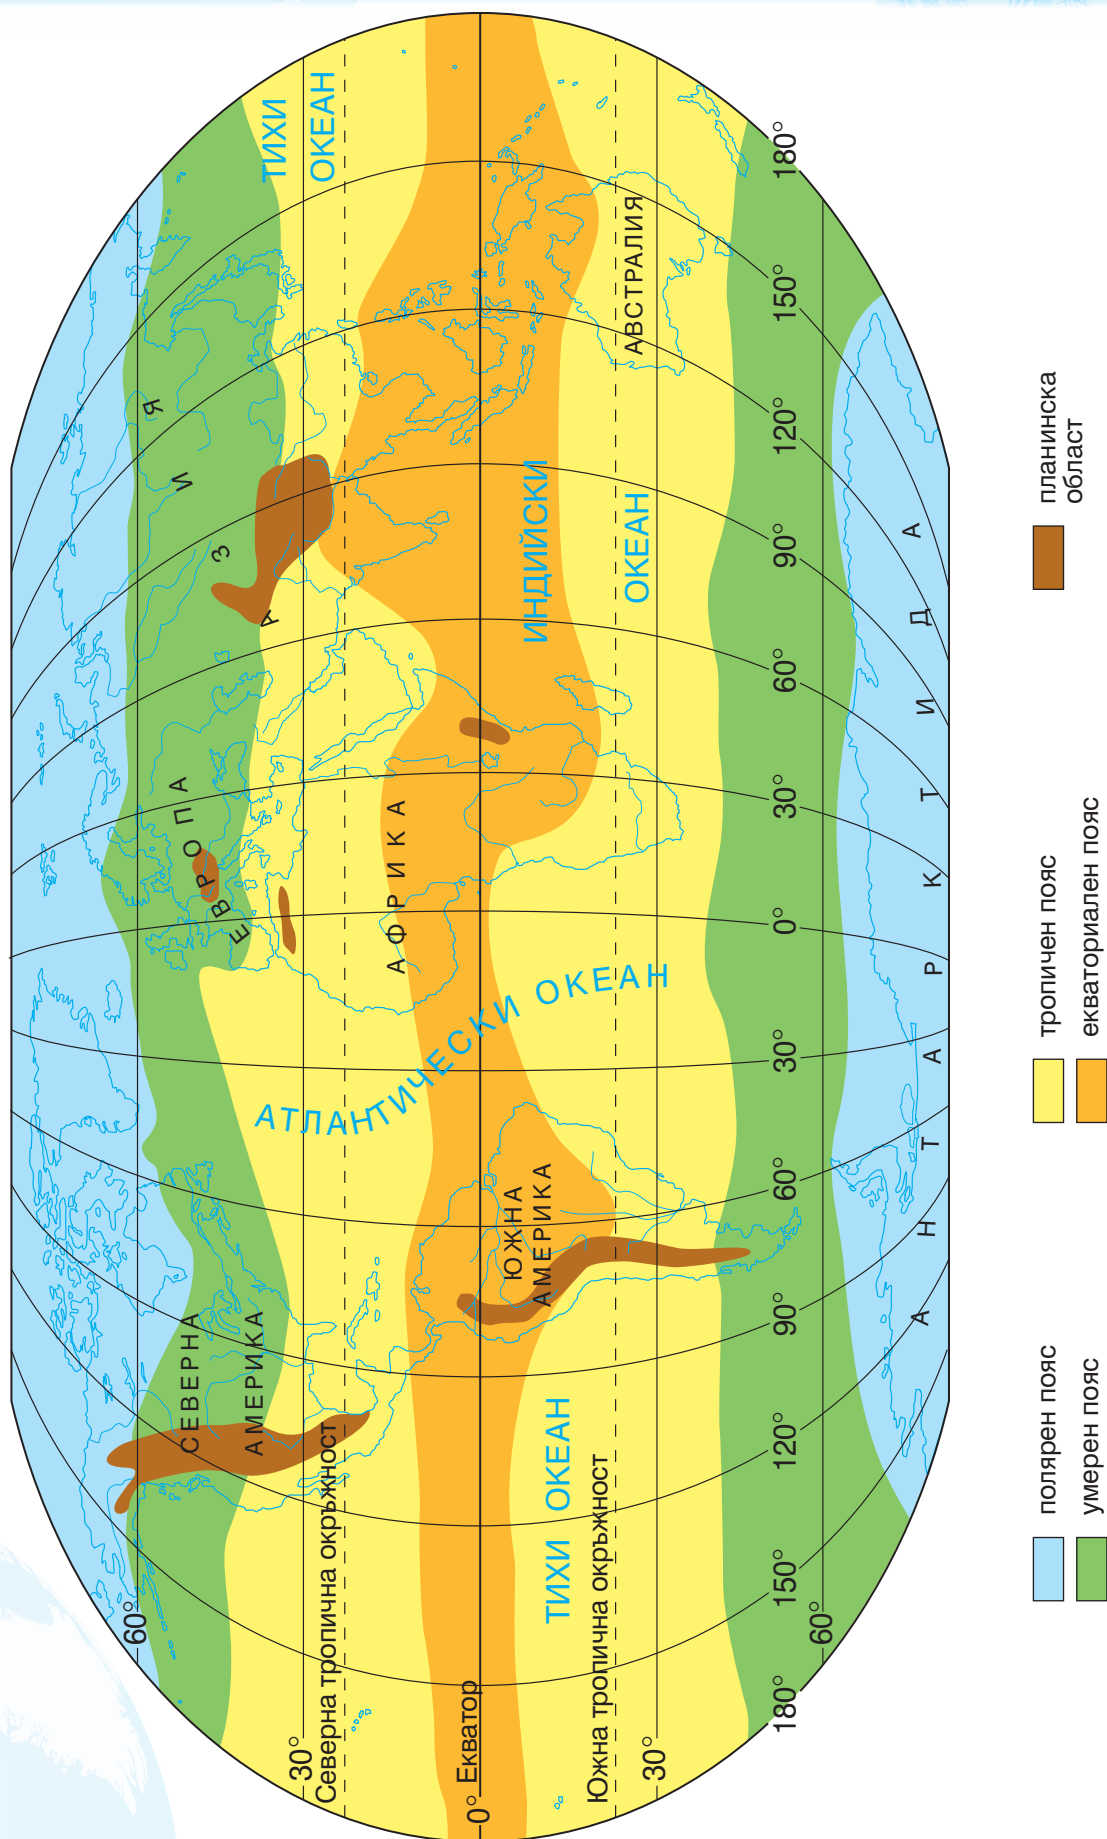 ТИХИ
ОКЕАН
АЗИЯ
ЕВРОПА
СЕВЕРНА
АМЕРИКА
60°
30°
Северна тропична окръжност
АТЛАНТИЧЕСКИ ОКЕАН
АФРИКА
0° Екватор
ЮЖНА
АМЕРИКА
ИНДИЙСКИ
ОКЕАН
АВСТРАЛИЯ
ТИХИ ОКЕАН
Южна тропична окръжност
30°
180°
150°
120°
90°
60°
30°
0°
30°
60°
90°
120°
150°
180°
60°
АНТАРКТИДА
полярен пояс
умерен пояс
тропичен пояс
екваториален пояс
планинска
област